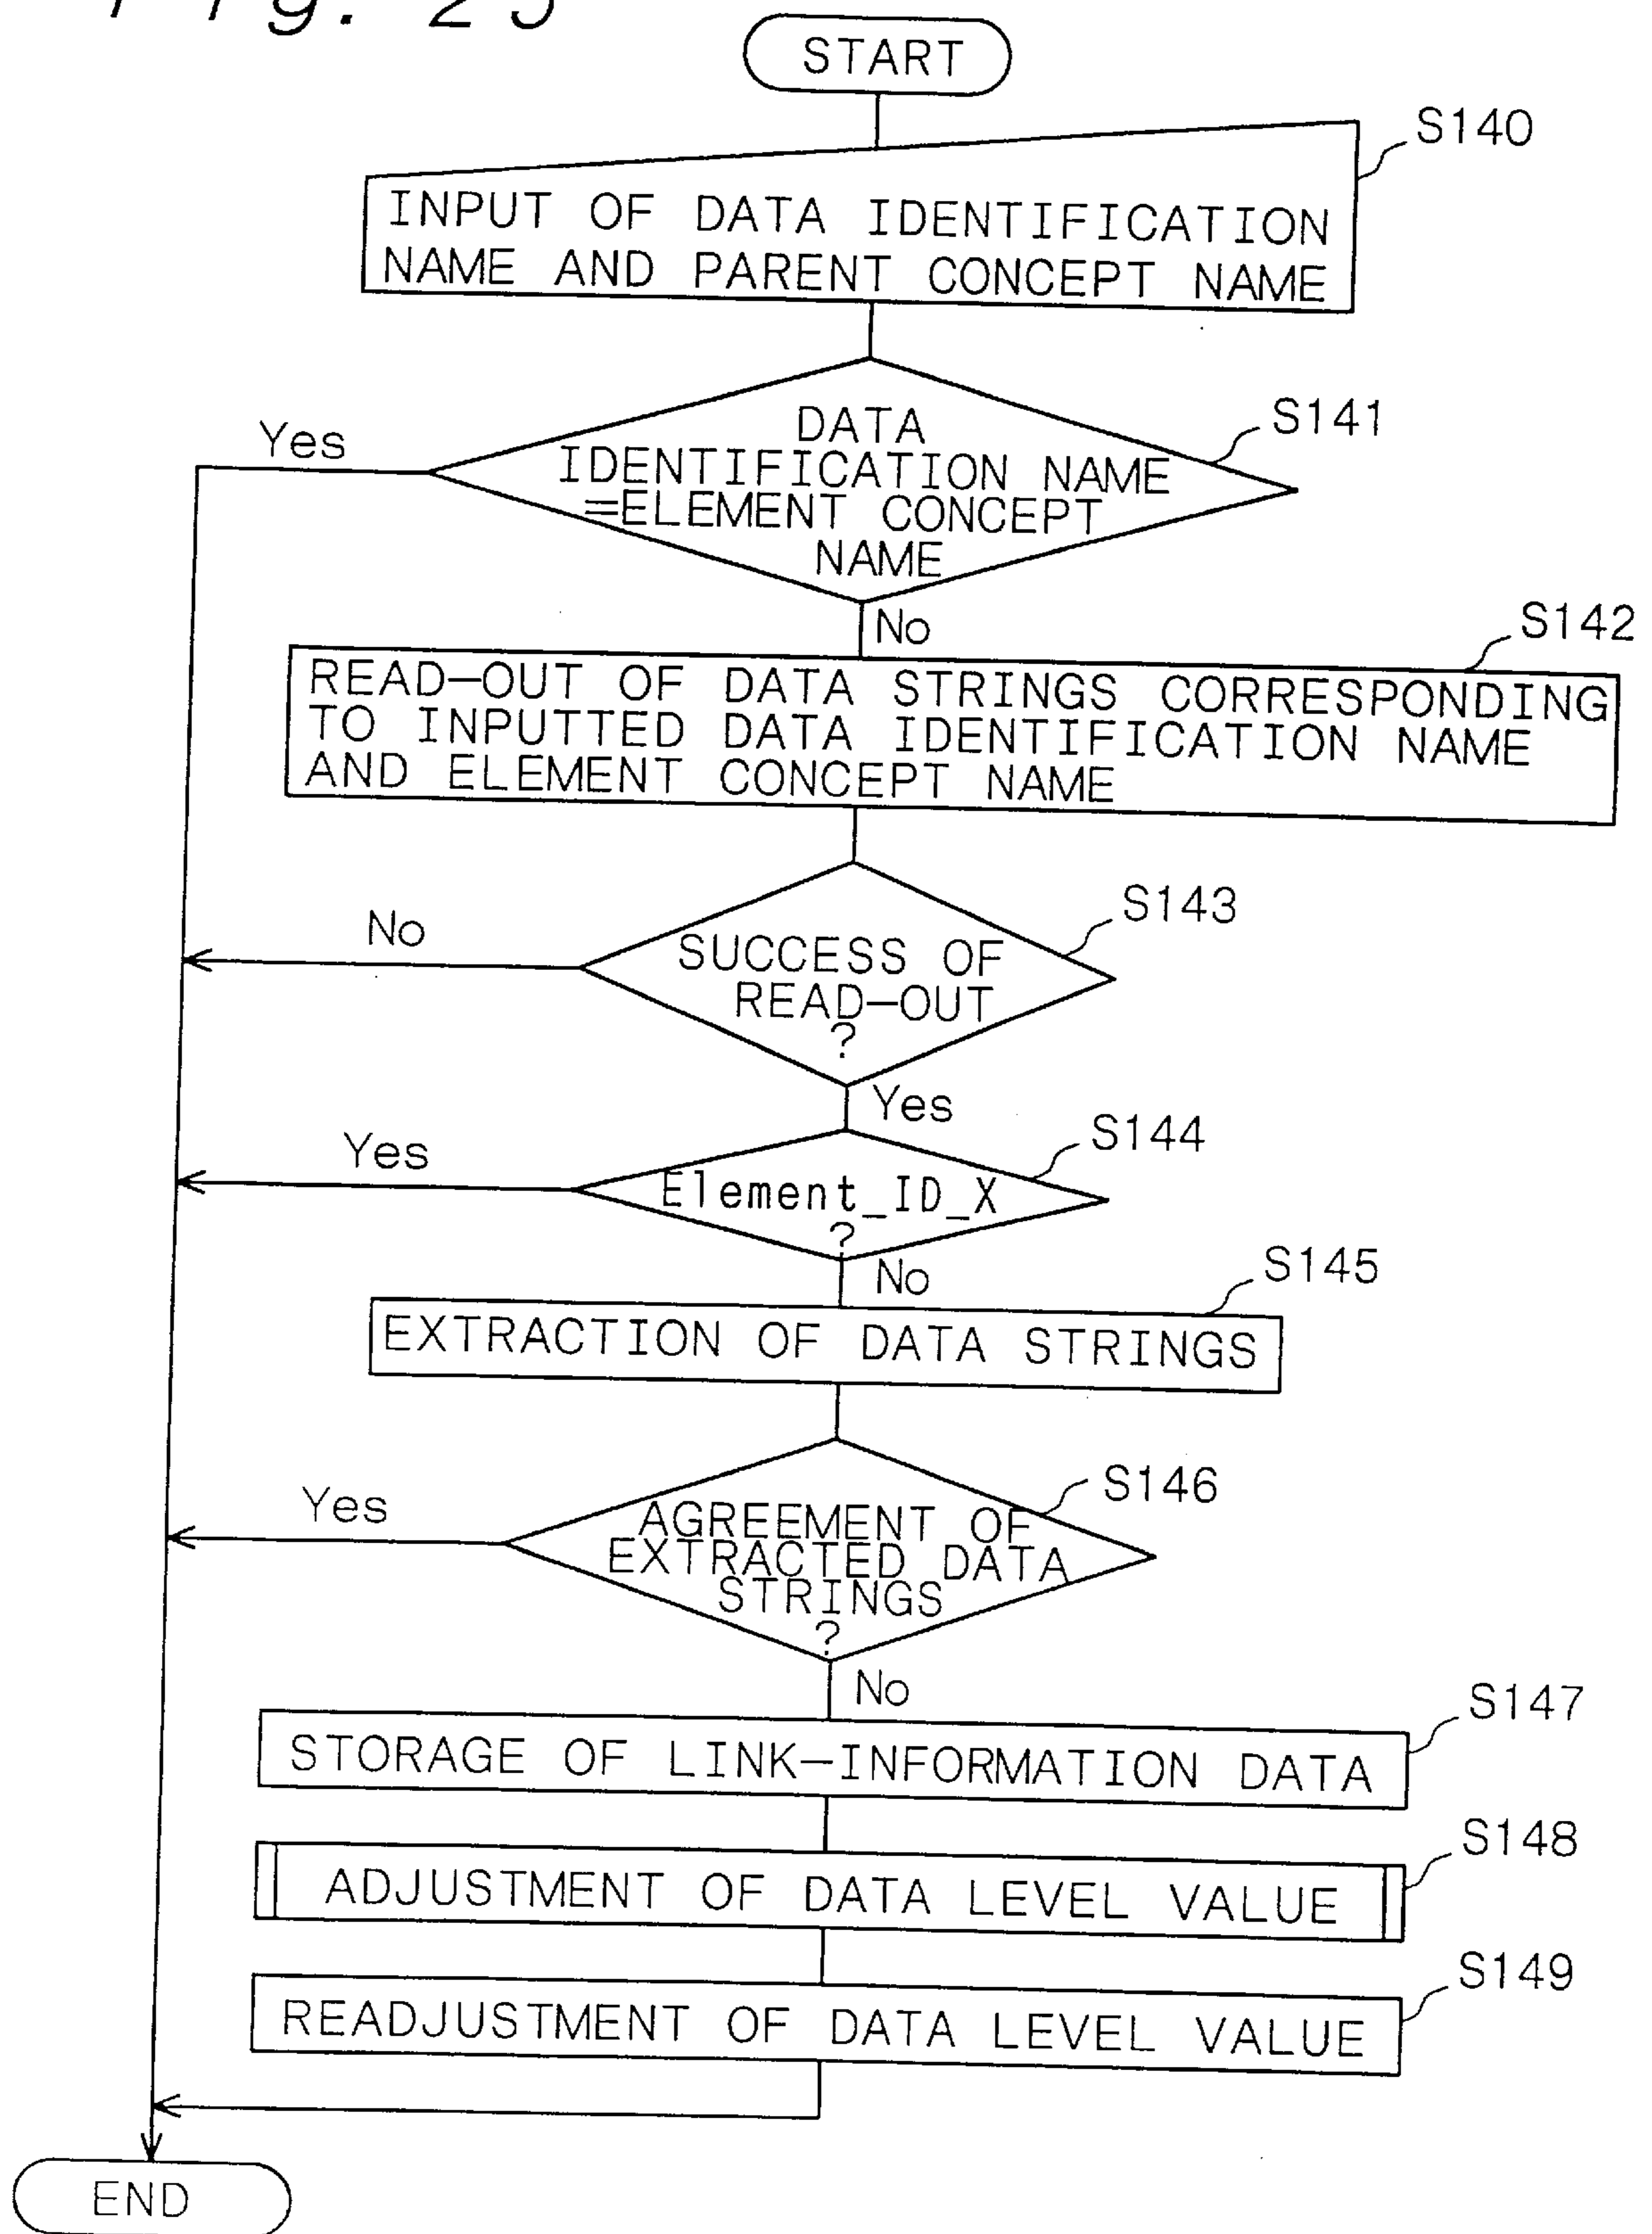 Fig. 25
START
S140
INPUT OF DATA IDENTIFICATION
NAME AND PARENT CONCEPT NAME
S141
Yes
DATA
IDENTIFICATION NAME
=ELEMENT CONCEPT
NAME
No
S142
READ-OUT OF DATA STRINGS CORRESPONDING
TO INPUTTED DATA IDENTIFICATION NAME
AND ELEMENT CONCEPT NAME
S143
No
SUCCESS OF
READ-OUT
?
Yes
S144
Yes
Element_ID_X
?
No
S145
EXTRACTION OF DATA STRINGS
S146
Yes
AGREEMENT OF
EXTRACTED DATA
STRINGS
?
No
S147
STORAGE OF LINK-INFORMATION DATA
S148
ADJUSTMENT OF DATA LEVEL VALUE
S149
READJUSTMENT OF DATA LEVEL VALUE
END